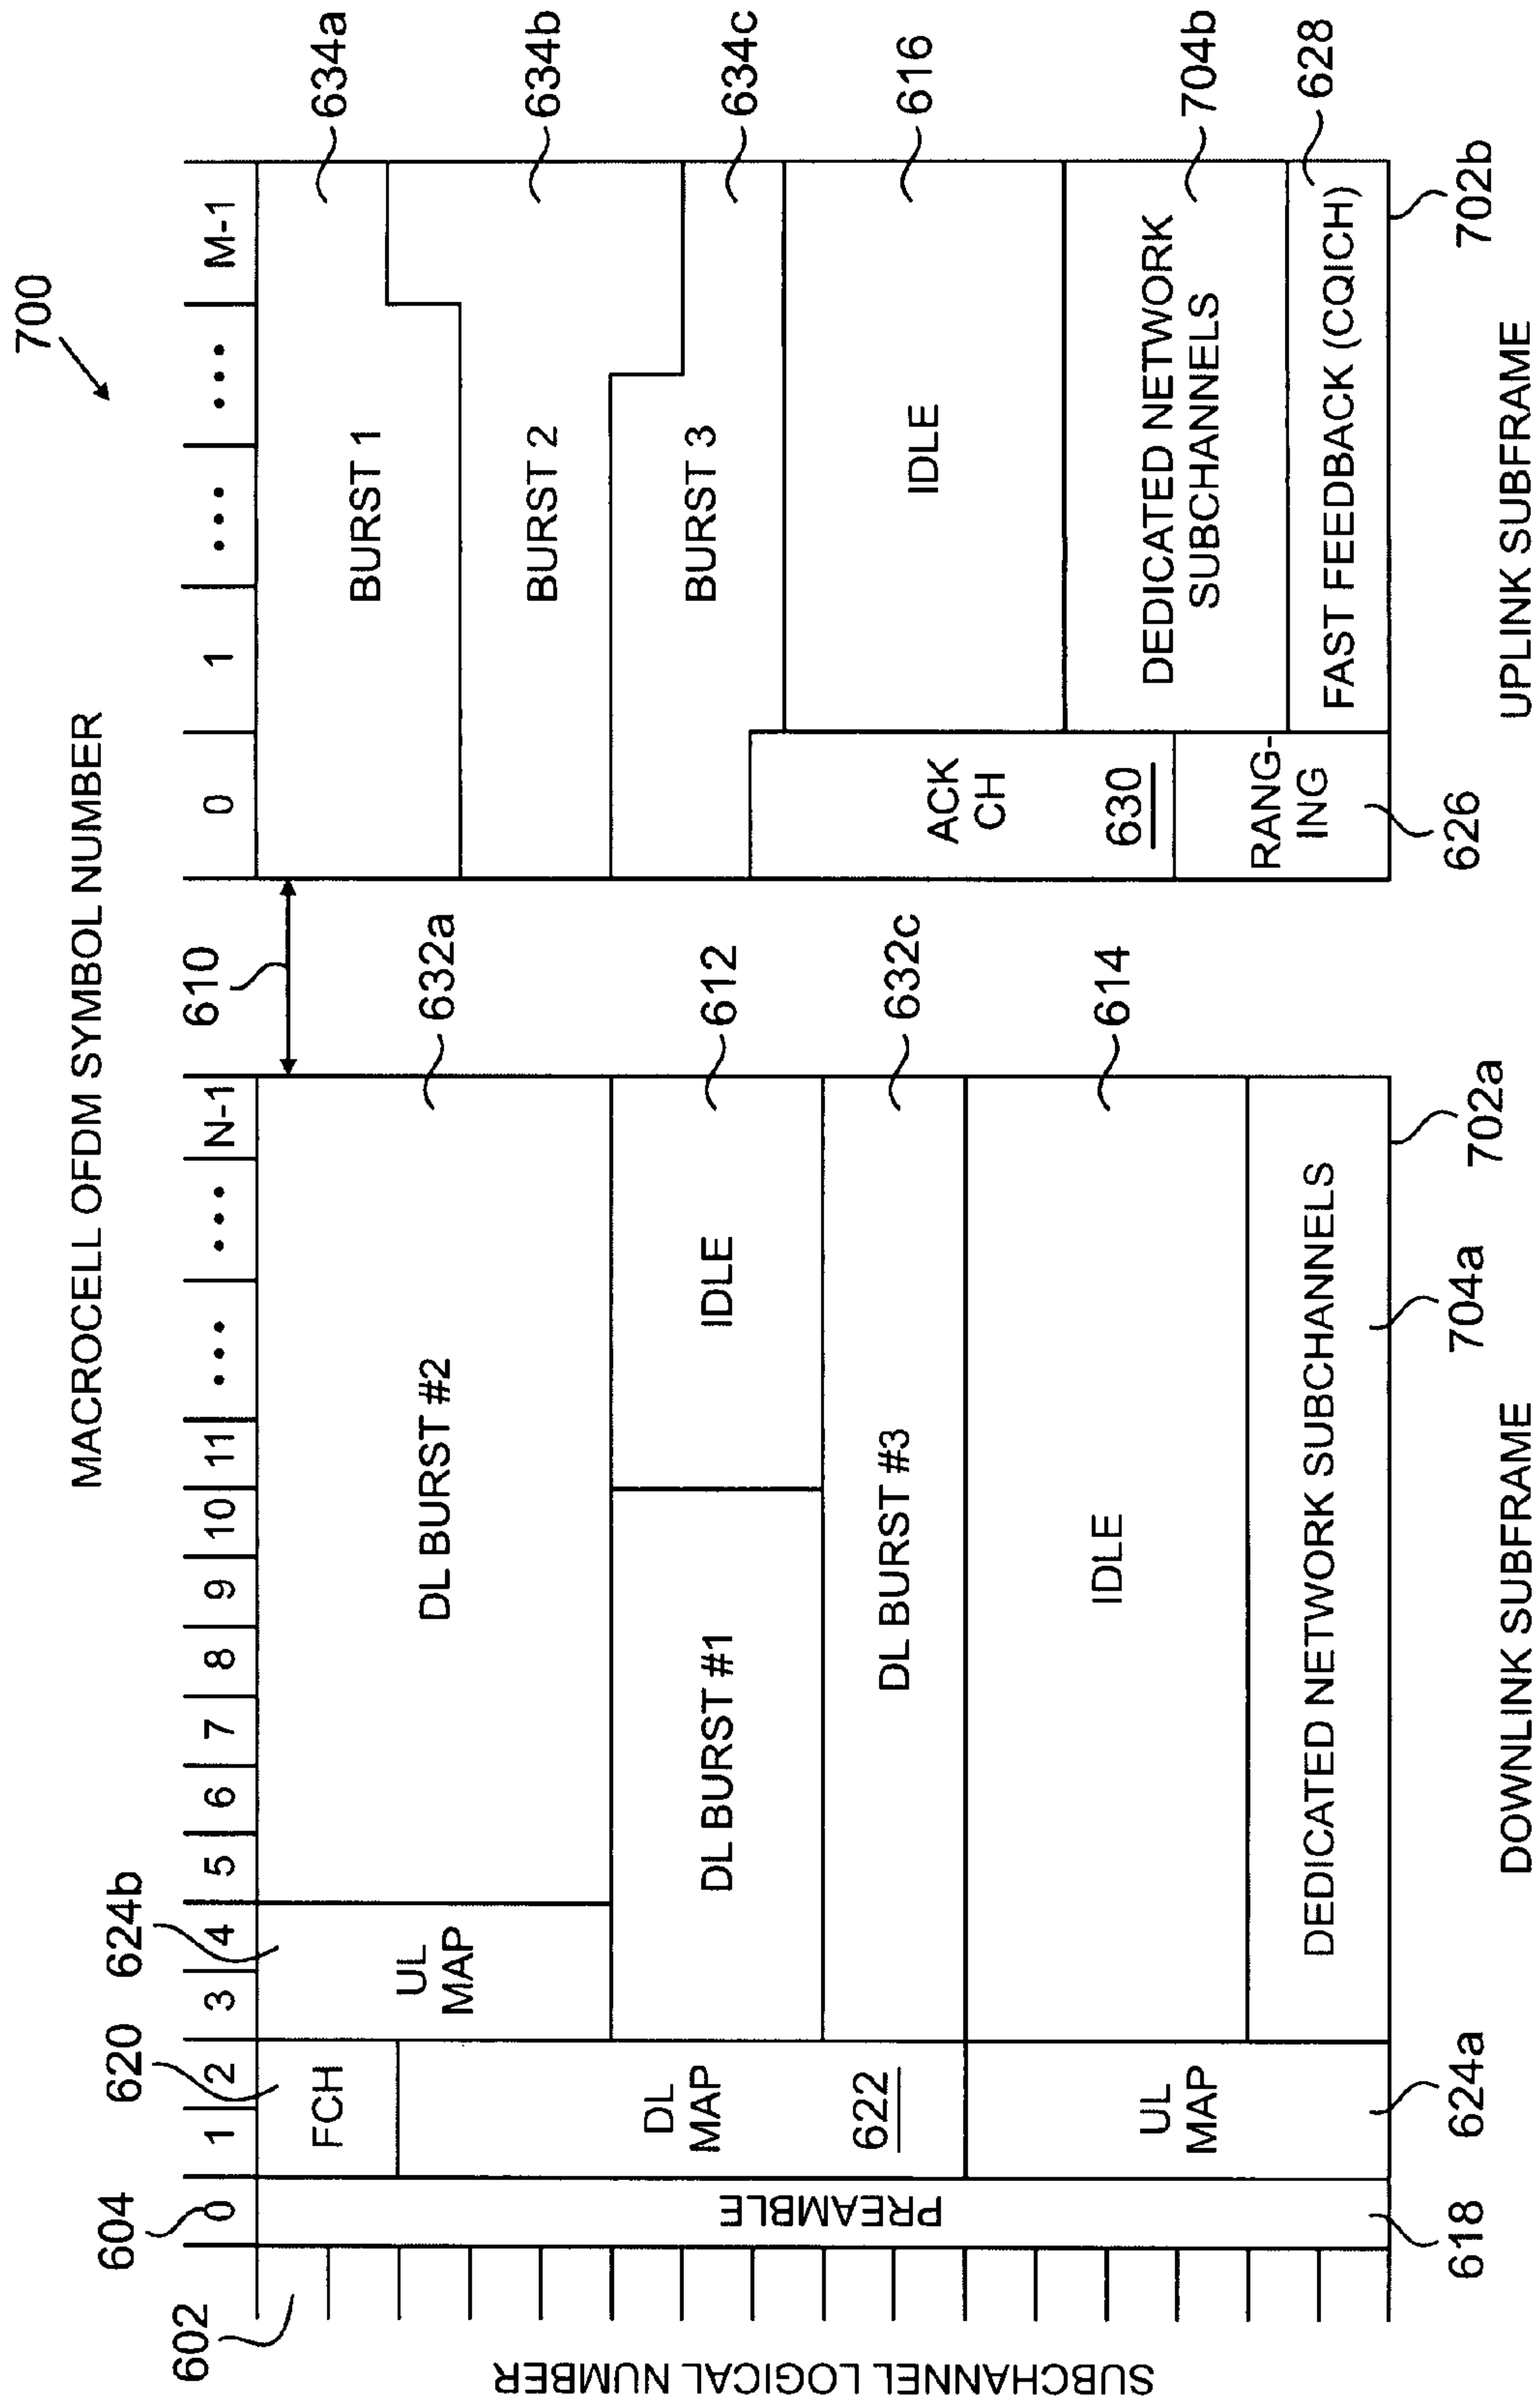 700
MACROCELL OFDM SYMBOL NUMBER
602
604
620
624b
610
0 1 2 3 4 5 6 7 8 9 10 11 ••• ••• N-1
0 1 ••• ••• M-1
SUBCHANNEL LOGICAL NUMBER
PREAMBLE
FCH
DL
MAP
622
UL
MAP
UL
MAP
DL BURST #2
DL BURST #1
IDLE
DL BURST #3
IDLE
DEDICATED NETWORK SUBCHANNELS
632a
612
632c
614
618
624a
704a
702a
DOWNLINK SUBFRAME
BURST 1
BURST 2
BURST 3
ACK
CH
630
RANG-
ING
IDLE
DEDICATED NETWORK
SUBCHANNELS
FAST FEEDBACK (CQICH)
634a
634b
634c
616
704b
628
626
702b
UPLINK SUBFRAME